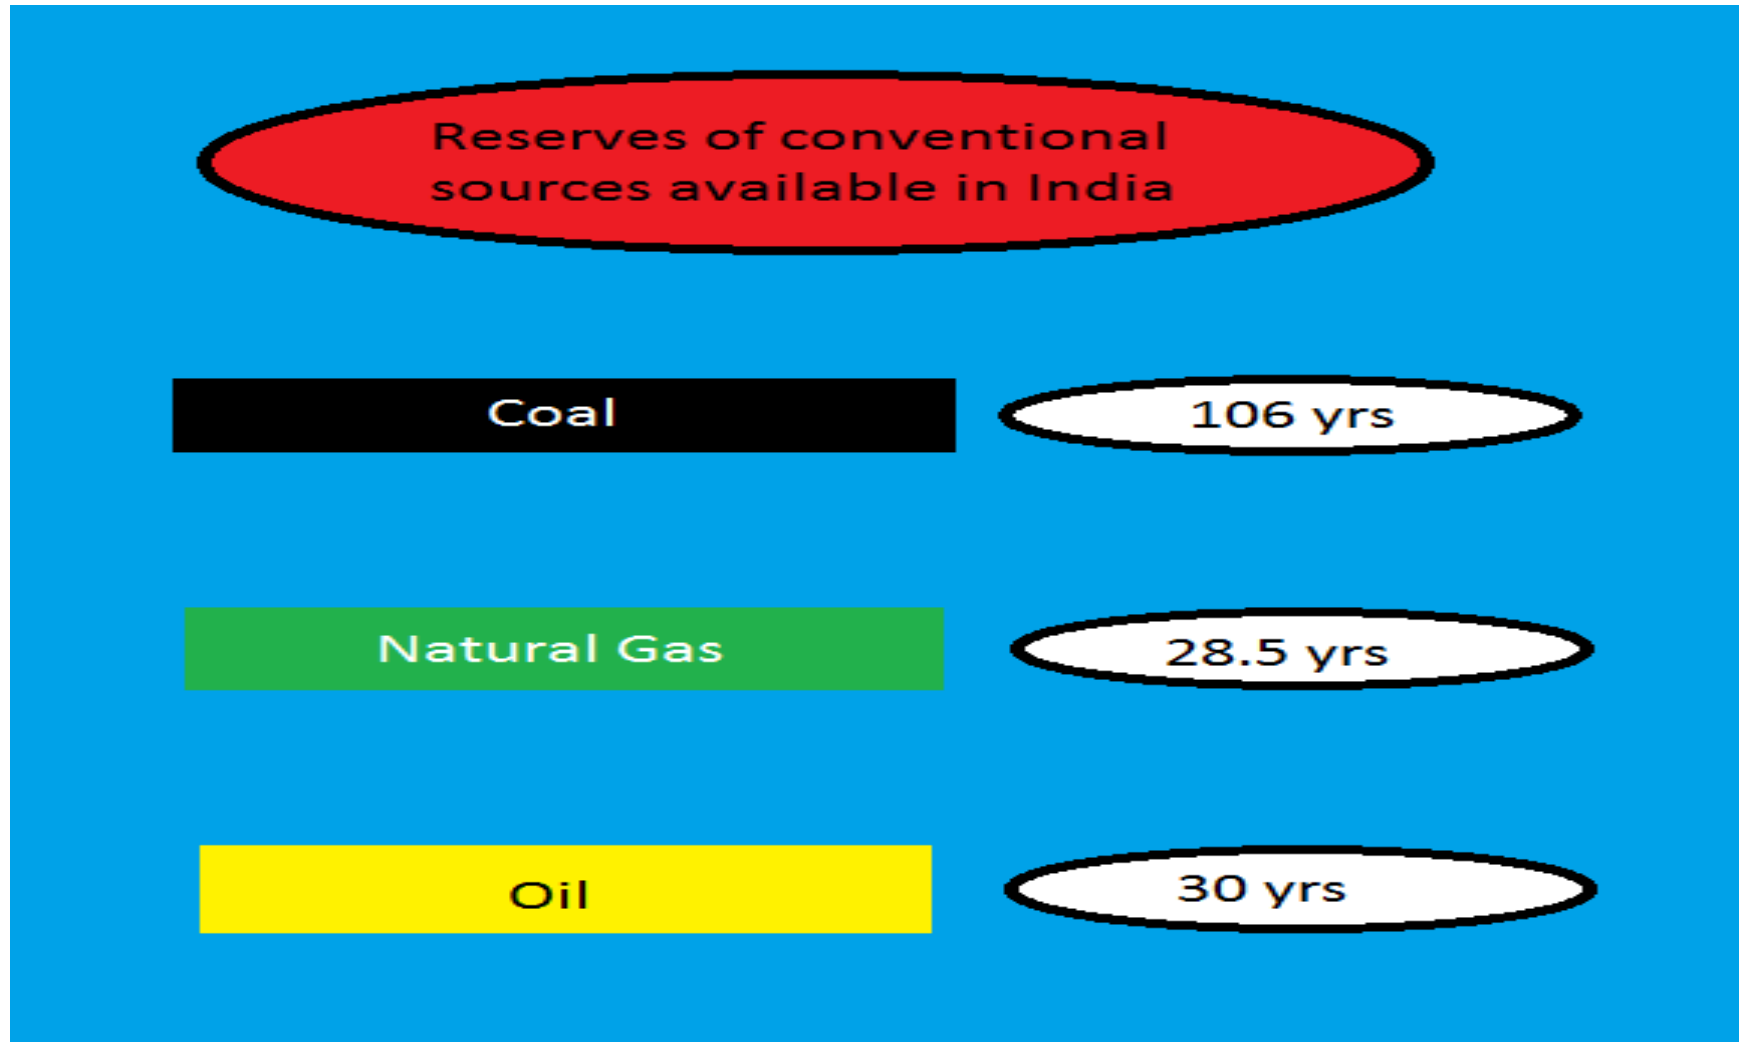 Reserves of conventional
sources available in India
Coal
106 yrs
Natural Gas
28.5 yrs
Oil
30 yrs